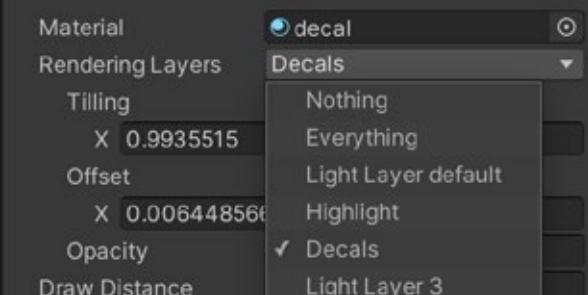 Material decal
Rendering Layers Decals
Tilling Nothing
X 0.9935515 Everything
Offset Light Layer default
X 0.00644856 Highlight
Opacity ✓ Decals
Draw Distance Light Layer 3